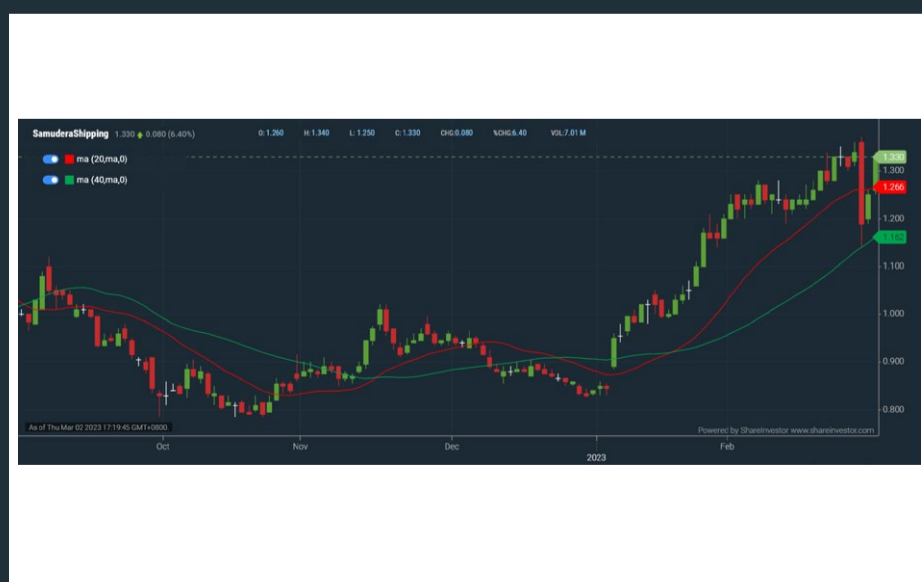 SamuderaShipping 1.330 0.080 (6.40%) O: 1.260 H: 1.340 L: 1.250 C: 1.330 CHG:0.080 %CHG:6.40 VOL:7.01 M
ma (20,ma,0)
ma (40,ma,0)
1.330
1.300
1.266
1.200
1.162
1.100
1.000
0.900
0.800
As of Thu Mar 02 2023 17:19:45 GMT+0800
Powered by ShareInvestor www.shareinvestor.com
Oct Nov Dec Feb
2023